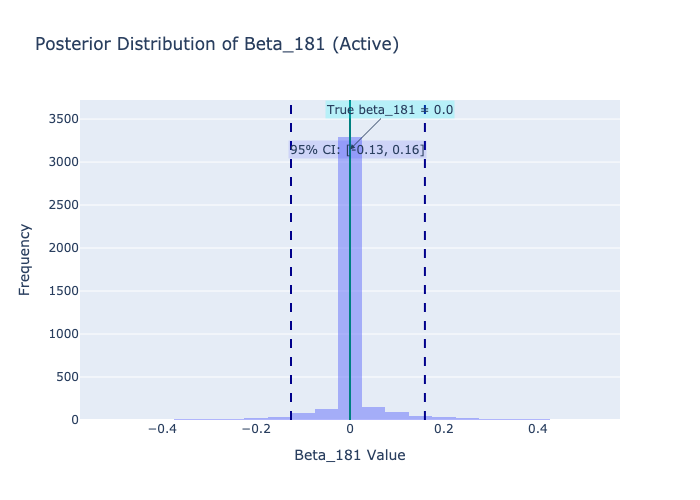 Posterior Distribution of Beta_181 (Active)
True beta_181 = 0.0
95% CI: [-0.13, 0.16]
3500
3000
2500
2000
1500
1000
500
0
Frequency
−0.4
−0.2
0
0.2
0.4
Beta_181 Value